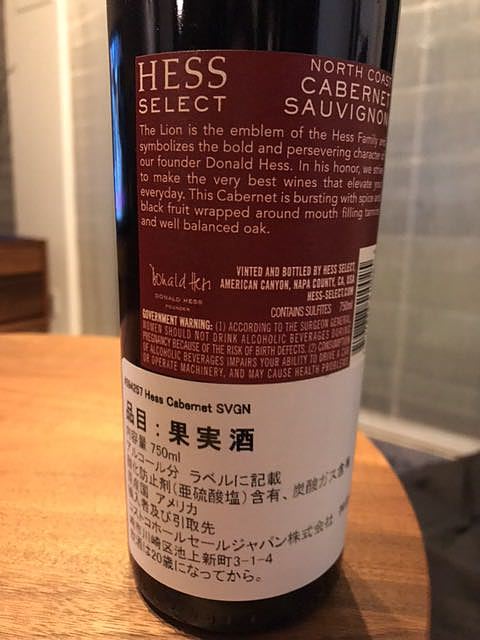 HESS
SELECT
NORTH COAST
CABERNET
SAUVIGNON
The Lion is the emblem of the Hess Family and
symbolizes the bold and persevering character of
our founder Donald Hess. In his honor, we strive
to make the very best wines that elevate your
everyday. This Cabernet is bursting with spice and
black fruit wrapped around mouth filling tannins
and well balanced oak.
Donald Hess
DONALD HESS
FOUNDER
VINTED AND BOTTLED BY HESS SELECT,
AMERICAN CANYON, NAPA COUNTY, CA, USA
HESS-SELECT.COM
CONTAINS SULFITES 750ml
GOVERNMENT WARNING: (1) ACCORDING TO THE SURGEON GENERAL,
WOMEN SHOULD NOT DRINK ALCOHOLIC BEVERAGES DURING
PREGNANCY BECAUSE OF THE RISK OF BIRTH DEFECTS. (2) CONSUMPTION
OF ALCOHOLIC BEVERAGES IMPAIRS YOUR ABILITY TO DRIVE A CAR
OR OPERATE MACHINERY, AND MAY CAUSE HEALTH PROBLEMS
Hess Cabernet SVGN
品目：果実酒
内容量 750ml
アルコール分 ラベルに記載
酸化防止剤(亜硫酸塩)含有、炭酸ガス含有
原産国 アメリカ
輸入者及び引取先
コストコホールセールジャパン株式会社
川崎区池上新町3-1-4
は20歳になってから。